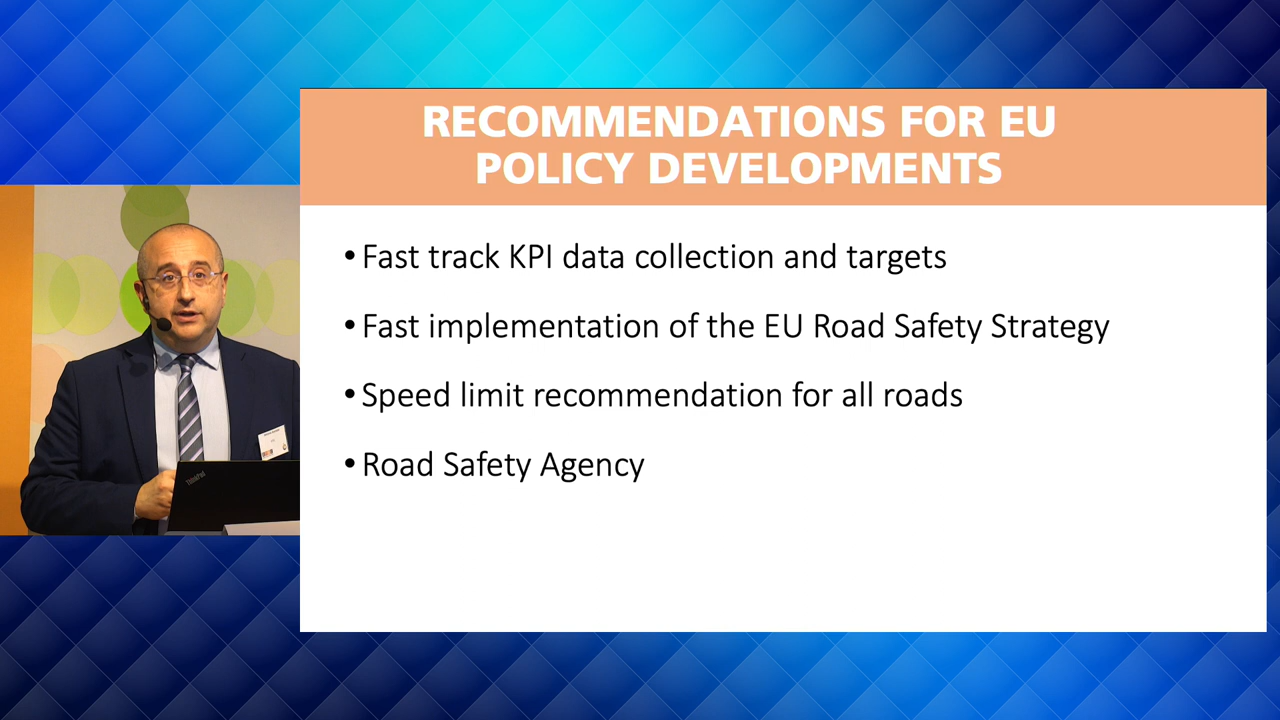 RECOMMENDATIONS FOR EU
POLICY DEVELOPMENTS
• Fast track KPI data collection and targets
• Fast implementation of the EU Road Safety Strategy
• Speed limit recommendation for all roads
• Road Safety Agency
ThinkPad